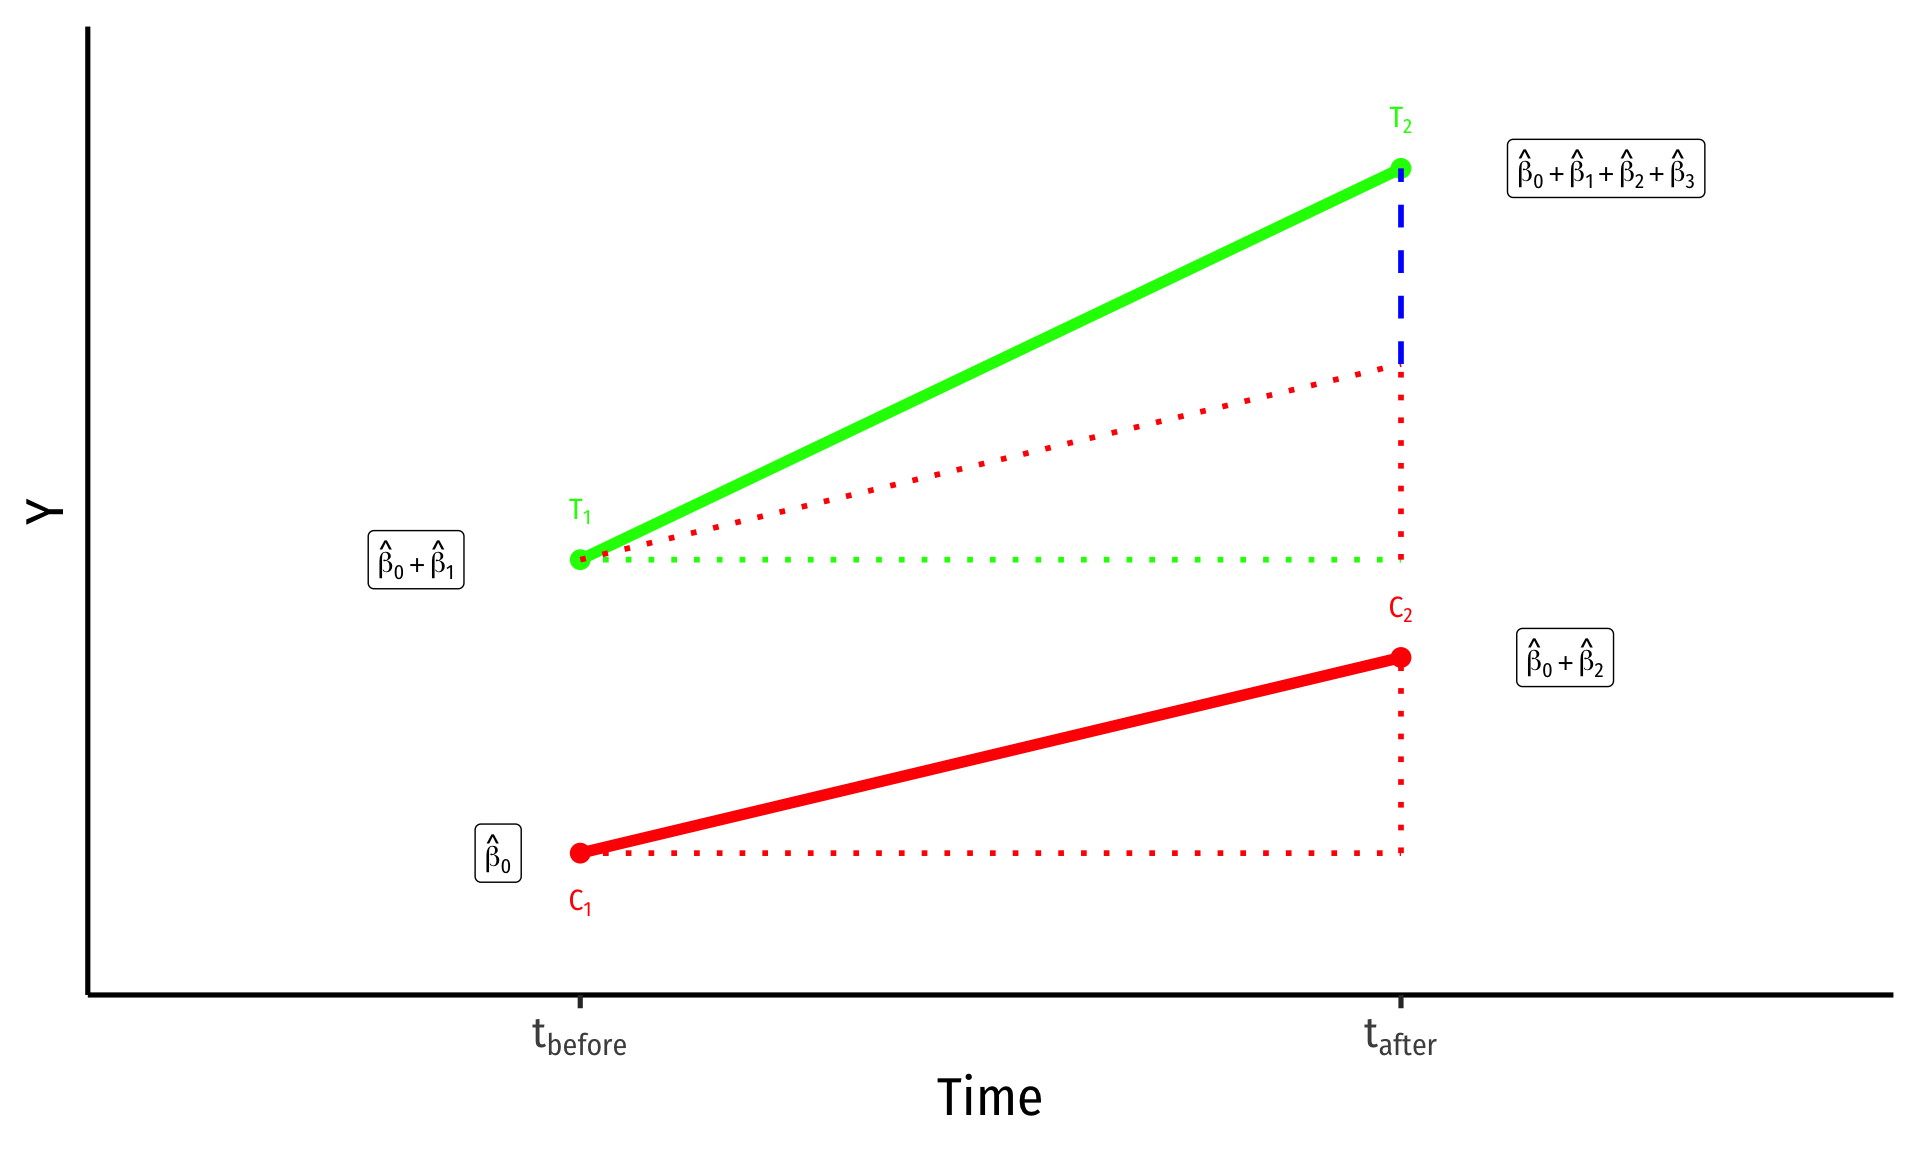 T₂
β̂₀ + β̂₁ + β̂₂ + β̂₃
Y
T₁
β̂₀ + β̂₁
C₂
β̂₀ + β̂₂
β̂₀
C₁
t_before
t_after
Time